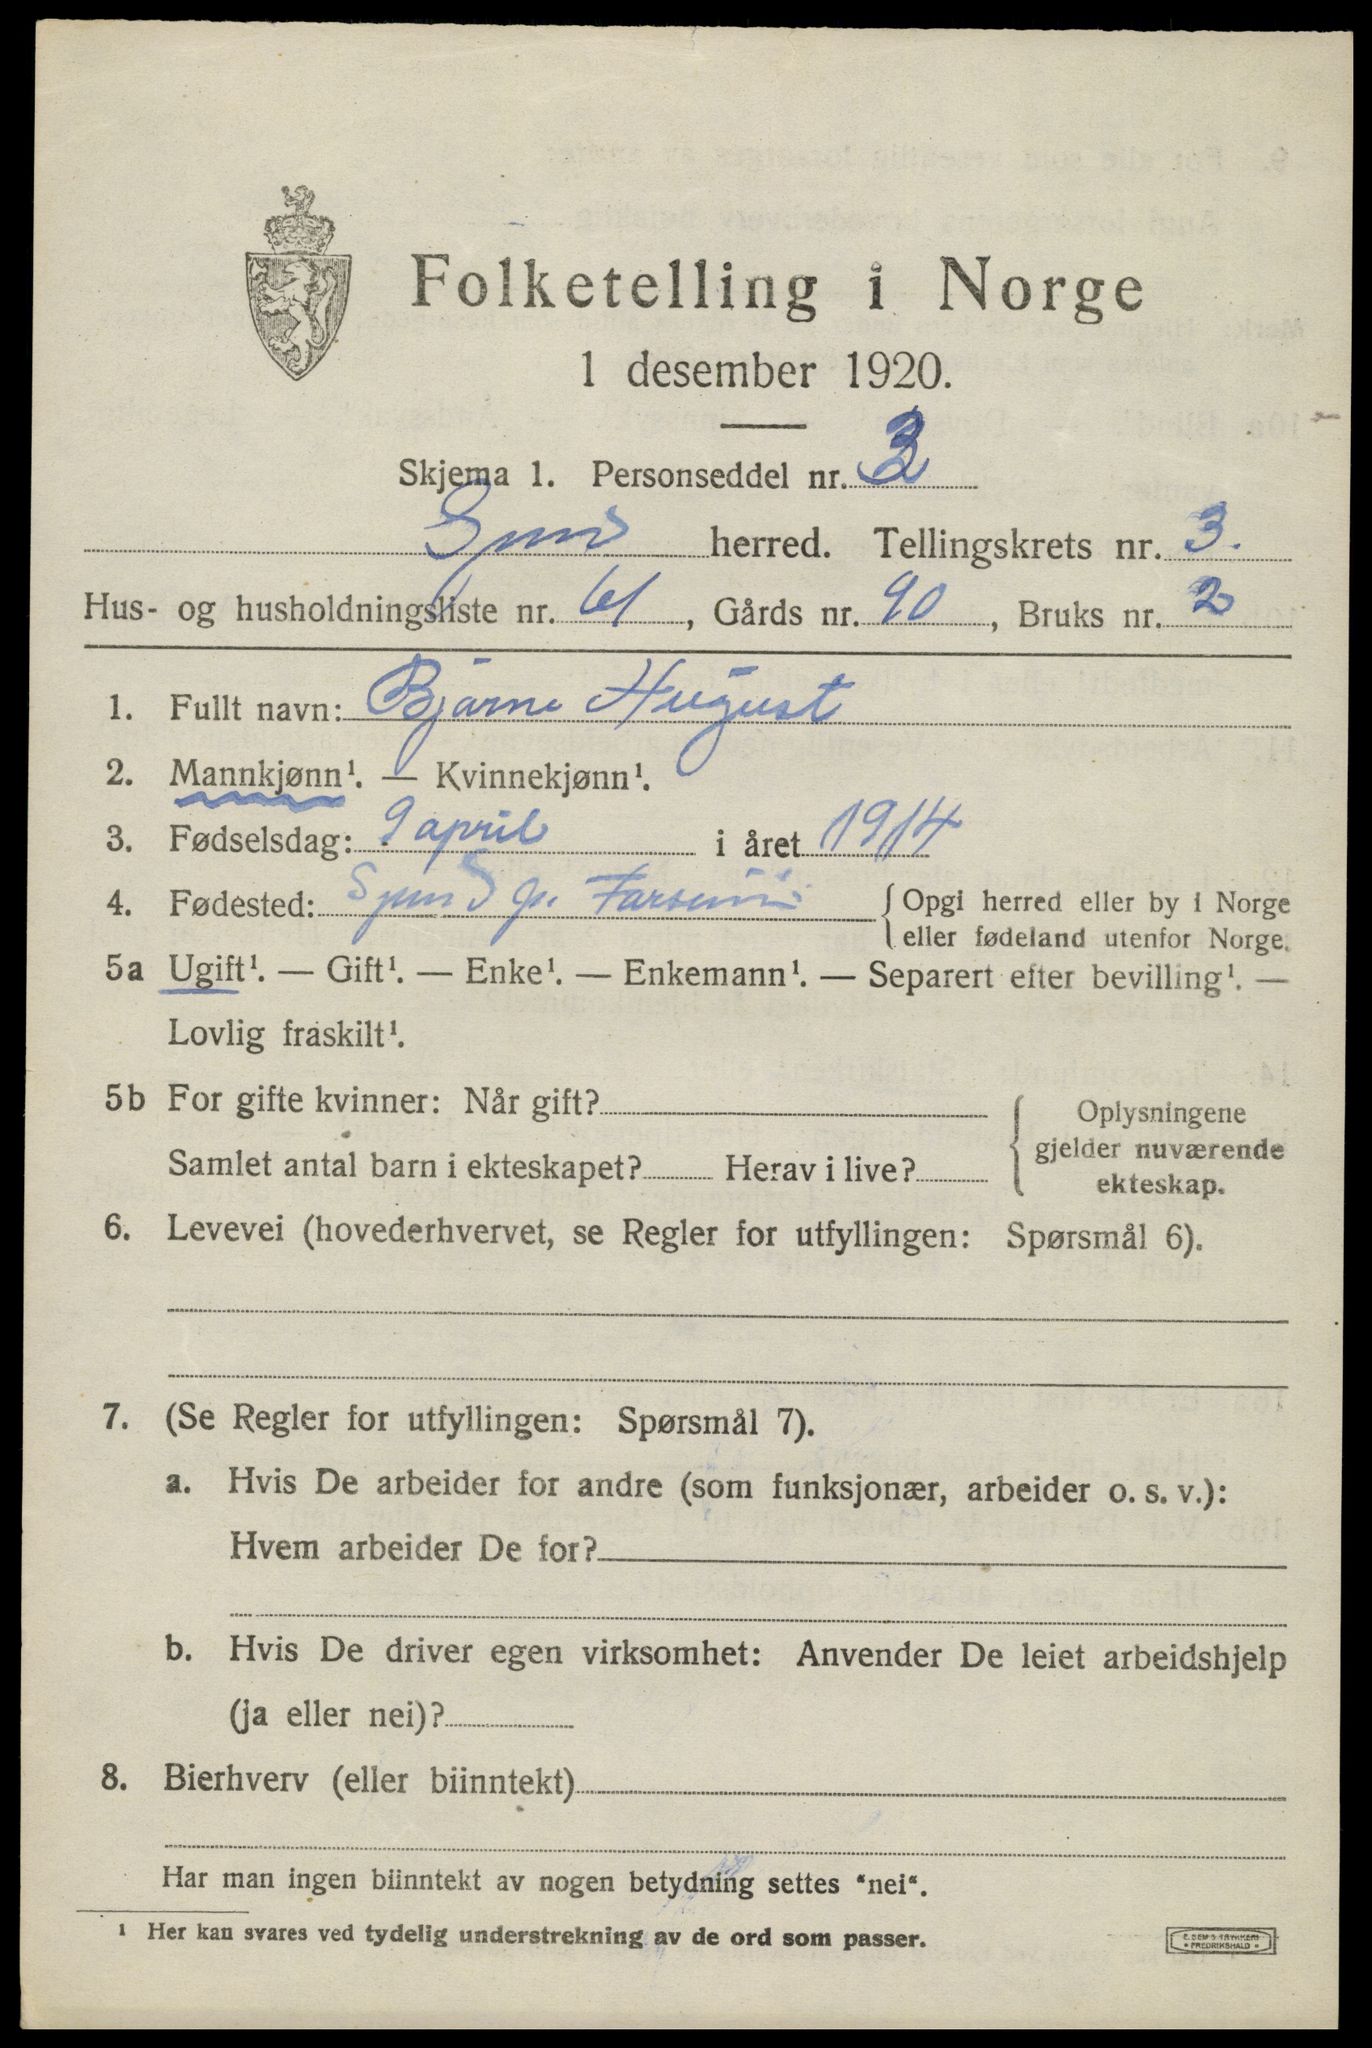 Folketelling i Norge
1 desember 1920.
Skjema 1. Personseddel nr. 3
herred. Tellingskrets nr. 3.
Hus- og husholdningsliste nr. 61, Gårds nr. 90, Bruks nr. 2
1. Fullt navn: Bjarne August
2. Mannkjønn¹. — Kvinnekjønn¹.
3. Fødselsdag: 9 april i året 1914
4. Fødested: { Opgi herred eller by i Norge
eller fødeland utenfor Norge.
5a Ugift¹. — Gift¹. — Enke¹. — Enkemann¹. — Separert efter bevilling¹. —
Lovlig fraskilt¹.
5b For gifte kvinner: Når gift? { Oplysningene
gjelder nuværende
Samlet antal barn i ekteskapet? Herav i live? ekteskap.
6. Levevei (hovederhvervet, se Regler for utfyllingen: Spørsmål 6).
7. (Se Regler for utfyllingen: Spørsmål 7).
a. Hvis De arbeider for andre (som funksjonær, arbeider o. s. v.):
Hvem arbeider De for?
b. Hvis De driver egen virksomhet: Anvender De leiet arbeidshjelp
(ja eller nei)?
8. Bierhverv (eller biinntekt)
Har man ingen biinntekt av nogen betydning settes "nei".
¹ Her kan svares ved tydelig understrekning av de ord som passer.
FREDRIKSHALD